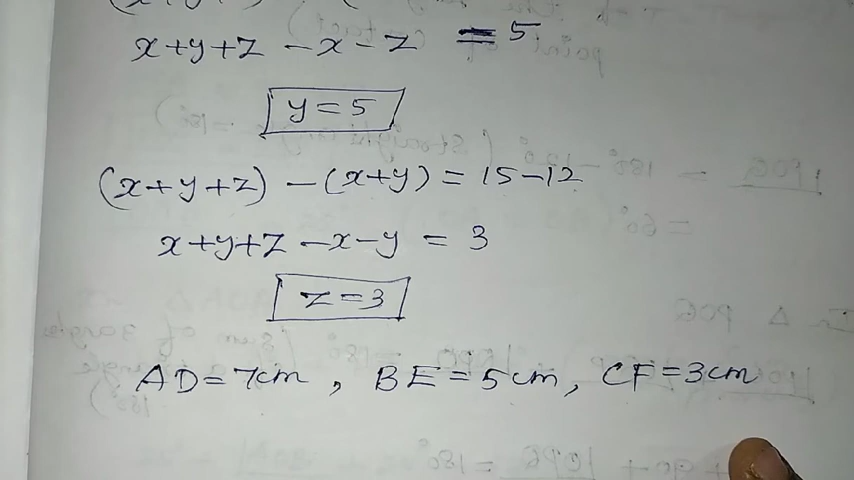 x+y+z -x-z = 5
y=5
(x+y+z) -(x+y) = 15-12
x+y+z -x-y = 3
z=3
AD=7cm, BE=5cm, CF=3cm